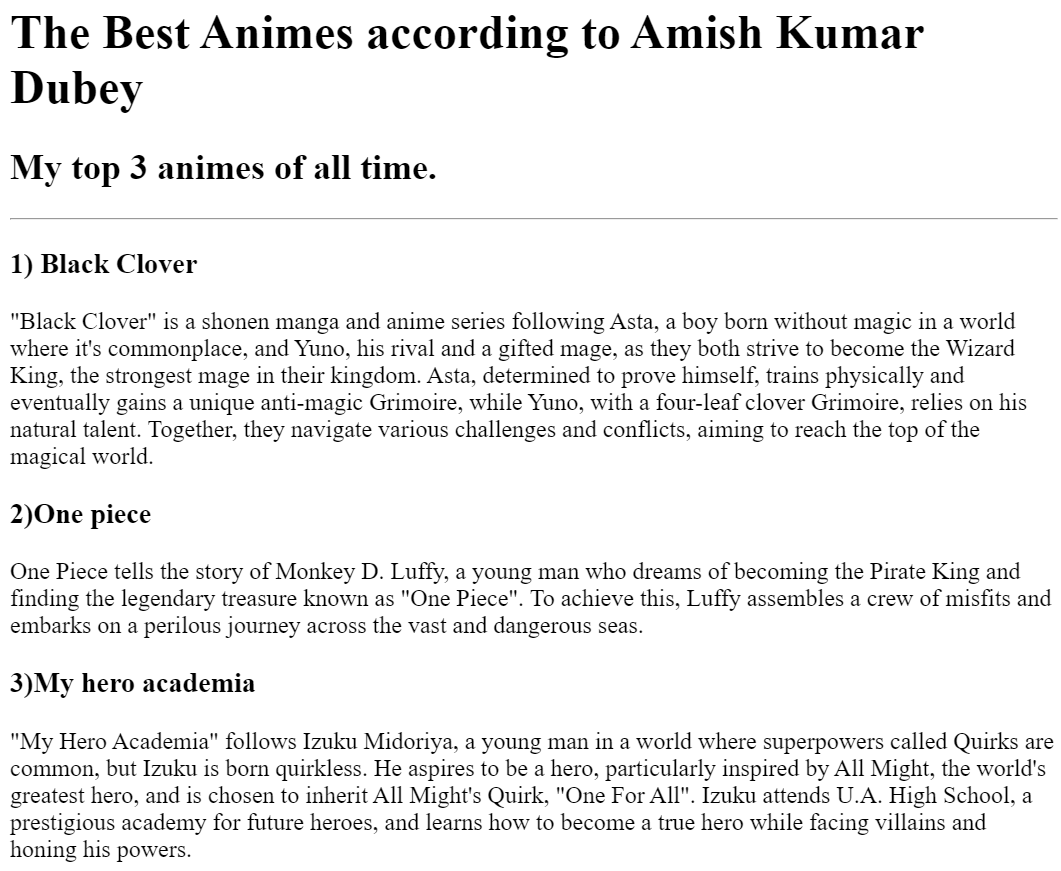 The Best Animes according to Amish Kumar
Dubey
My top 3 animes of all time.
1) Black Clover
"Black Clover" is a shonen manga and anime series following Asta, a boy born without magic in a world
where it's commonplace, and Yuno, his rival and a gifted mage, as they both strive to become the Wizard
King, the strongest mage in their kingdom. Asta, determined to prove himself, trains physically and
eventually gains a unique anti-magic Grimoire, while Yuno, with a four-leaf clover Grimoire, relies on his
natural talent. Together, they navigate various challenges and conflicts, aiming to reach the top of the
magical world.
2)One piece
One Piece tells the story of Monkey D. Luffy, a young man who dreams of becoming the Pirate King and
finding the legendary treasure known as "One Piece". To achieve this, Luffy assembles a crew of misfits and
embarks on a perilous journey across the vast and dangerous seas.
3)My hero academia
"My Hero Academia" follows Izuku Midoriya, a young man in a world where superpowers called Quirks are
common, but Izuku is born quirkless. He aspires to be a hero, particularly inspired by All Might, the world's
greatest hero, and is chosen to inherit All Might's Quirk, "One For All". Izuku attends U.A. High School, a
prestigious academy for future heroes, and learns how to become a true hero while facing villains and
honing his powers.